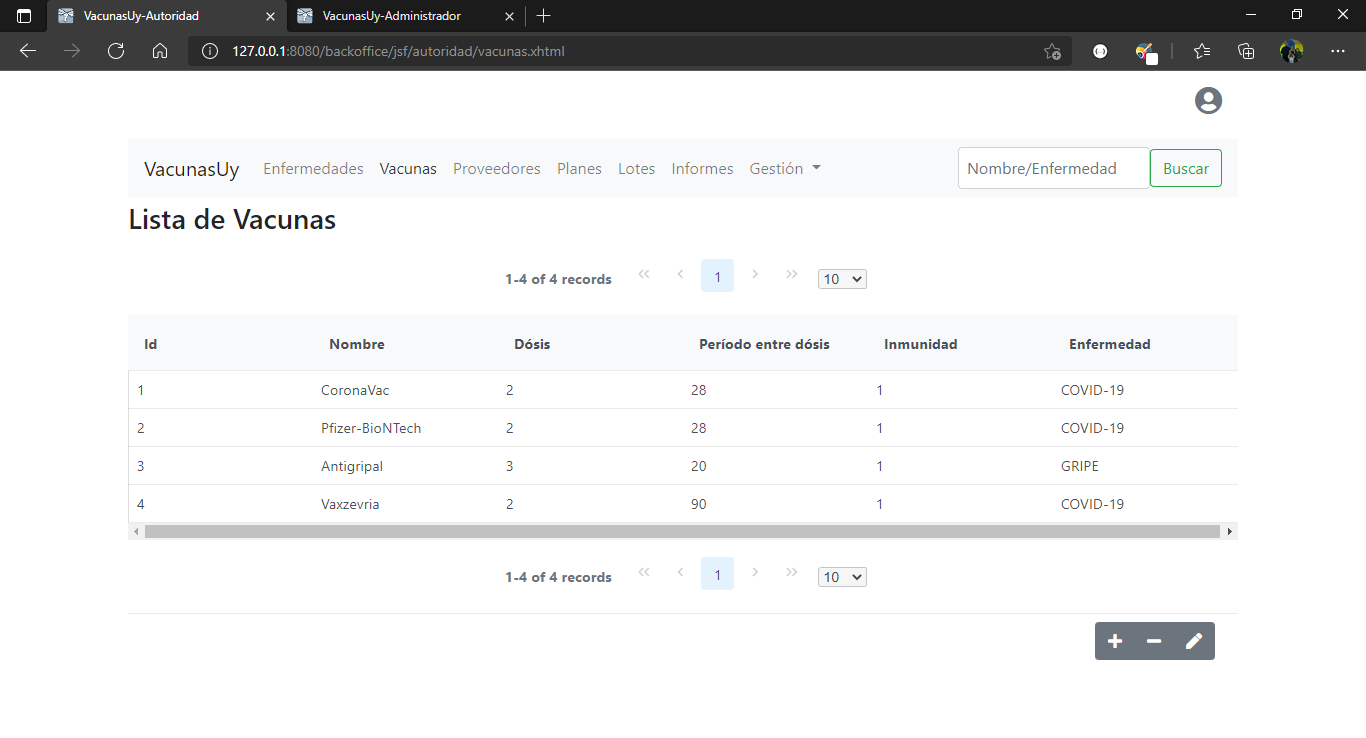 VacunasUy-Autoridad VacunasUy-Administrador
127.0.0.1:8080/backoffice/jsf/autoridad/vacunas.xhtml
VacunasUy Enfermedades Vacunas Proveedores Planes Lotes Informes Gestión Nombre/Enfermedad Buscar
Lista de Vacunas
1-4 of 4 records 1 10
Id Nombre Dósis Período entre dósis Inmunidad Enfermedad
1 CoronaVac 2 28 1 COVID-19
2 Pfizer-BioNTech 2 28 1 COVID-19
3 Antigripal 3 20 1 GRIPE
4 Vaxzevria 2 90 1 COVID-19
1-4 of 4 records 1 10